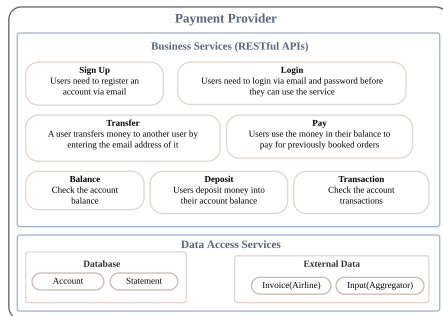 Payment Provider
Business Services (RESTful APIs)
Sign Up
Users need to register an
account via email
Login
Users need to login via email and password before
they can use the service
Transfer
A user transfers money to another user by
entering the email address of it
Pay
Users use the money in their balance to
pay for previously booked orders
Balance
Check the account
balance
Deposit
Users deposit money into
their account balance
Transaction
Check the account
transactions
Data Access Services
Database
Account
Statement
External Data
Invoice(Airline)
Input(Aggregator)